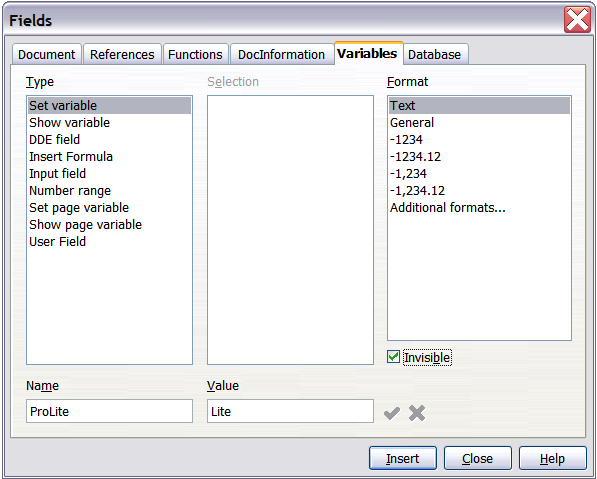 Fields
Document References Functions DocInformation Variables Database
Type Selection Format
Set variable
Show variable
DDE field
Insert Formula
Input field
Number range
Set page variable
Show page variable
User Field
Text
General
-1234
-1234.12
-1,234
-1,234.12
Additional formats...
Invisible
Name Value
ProLite Lite
Insert Close Help